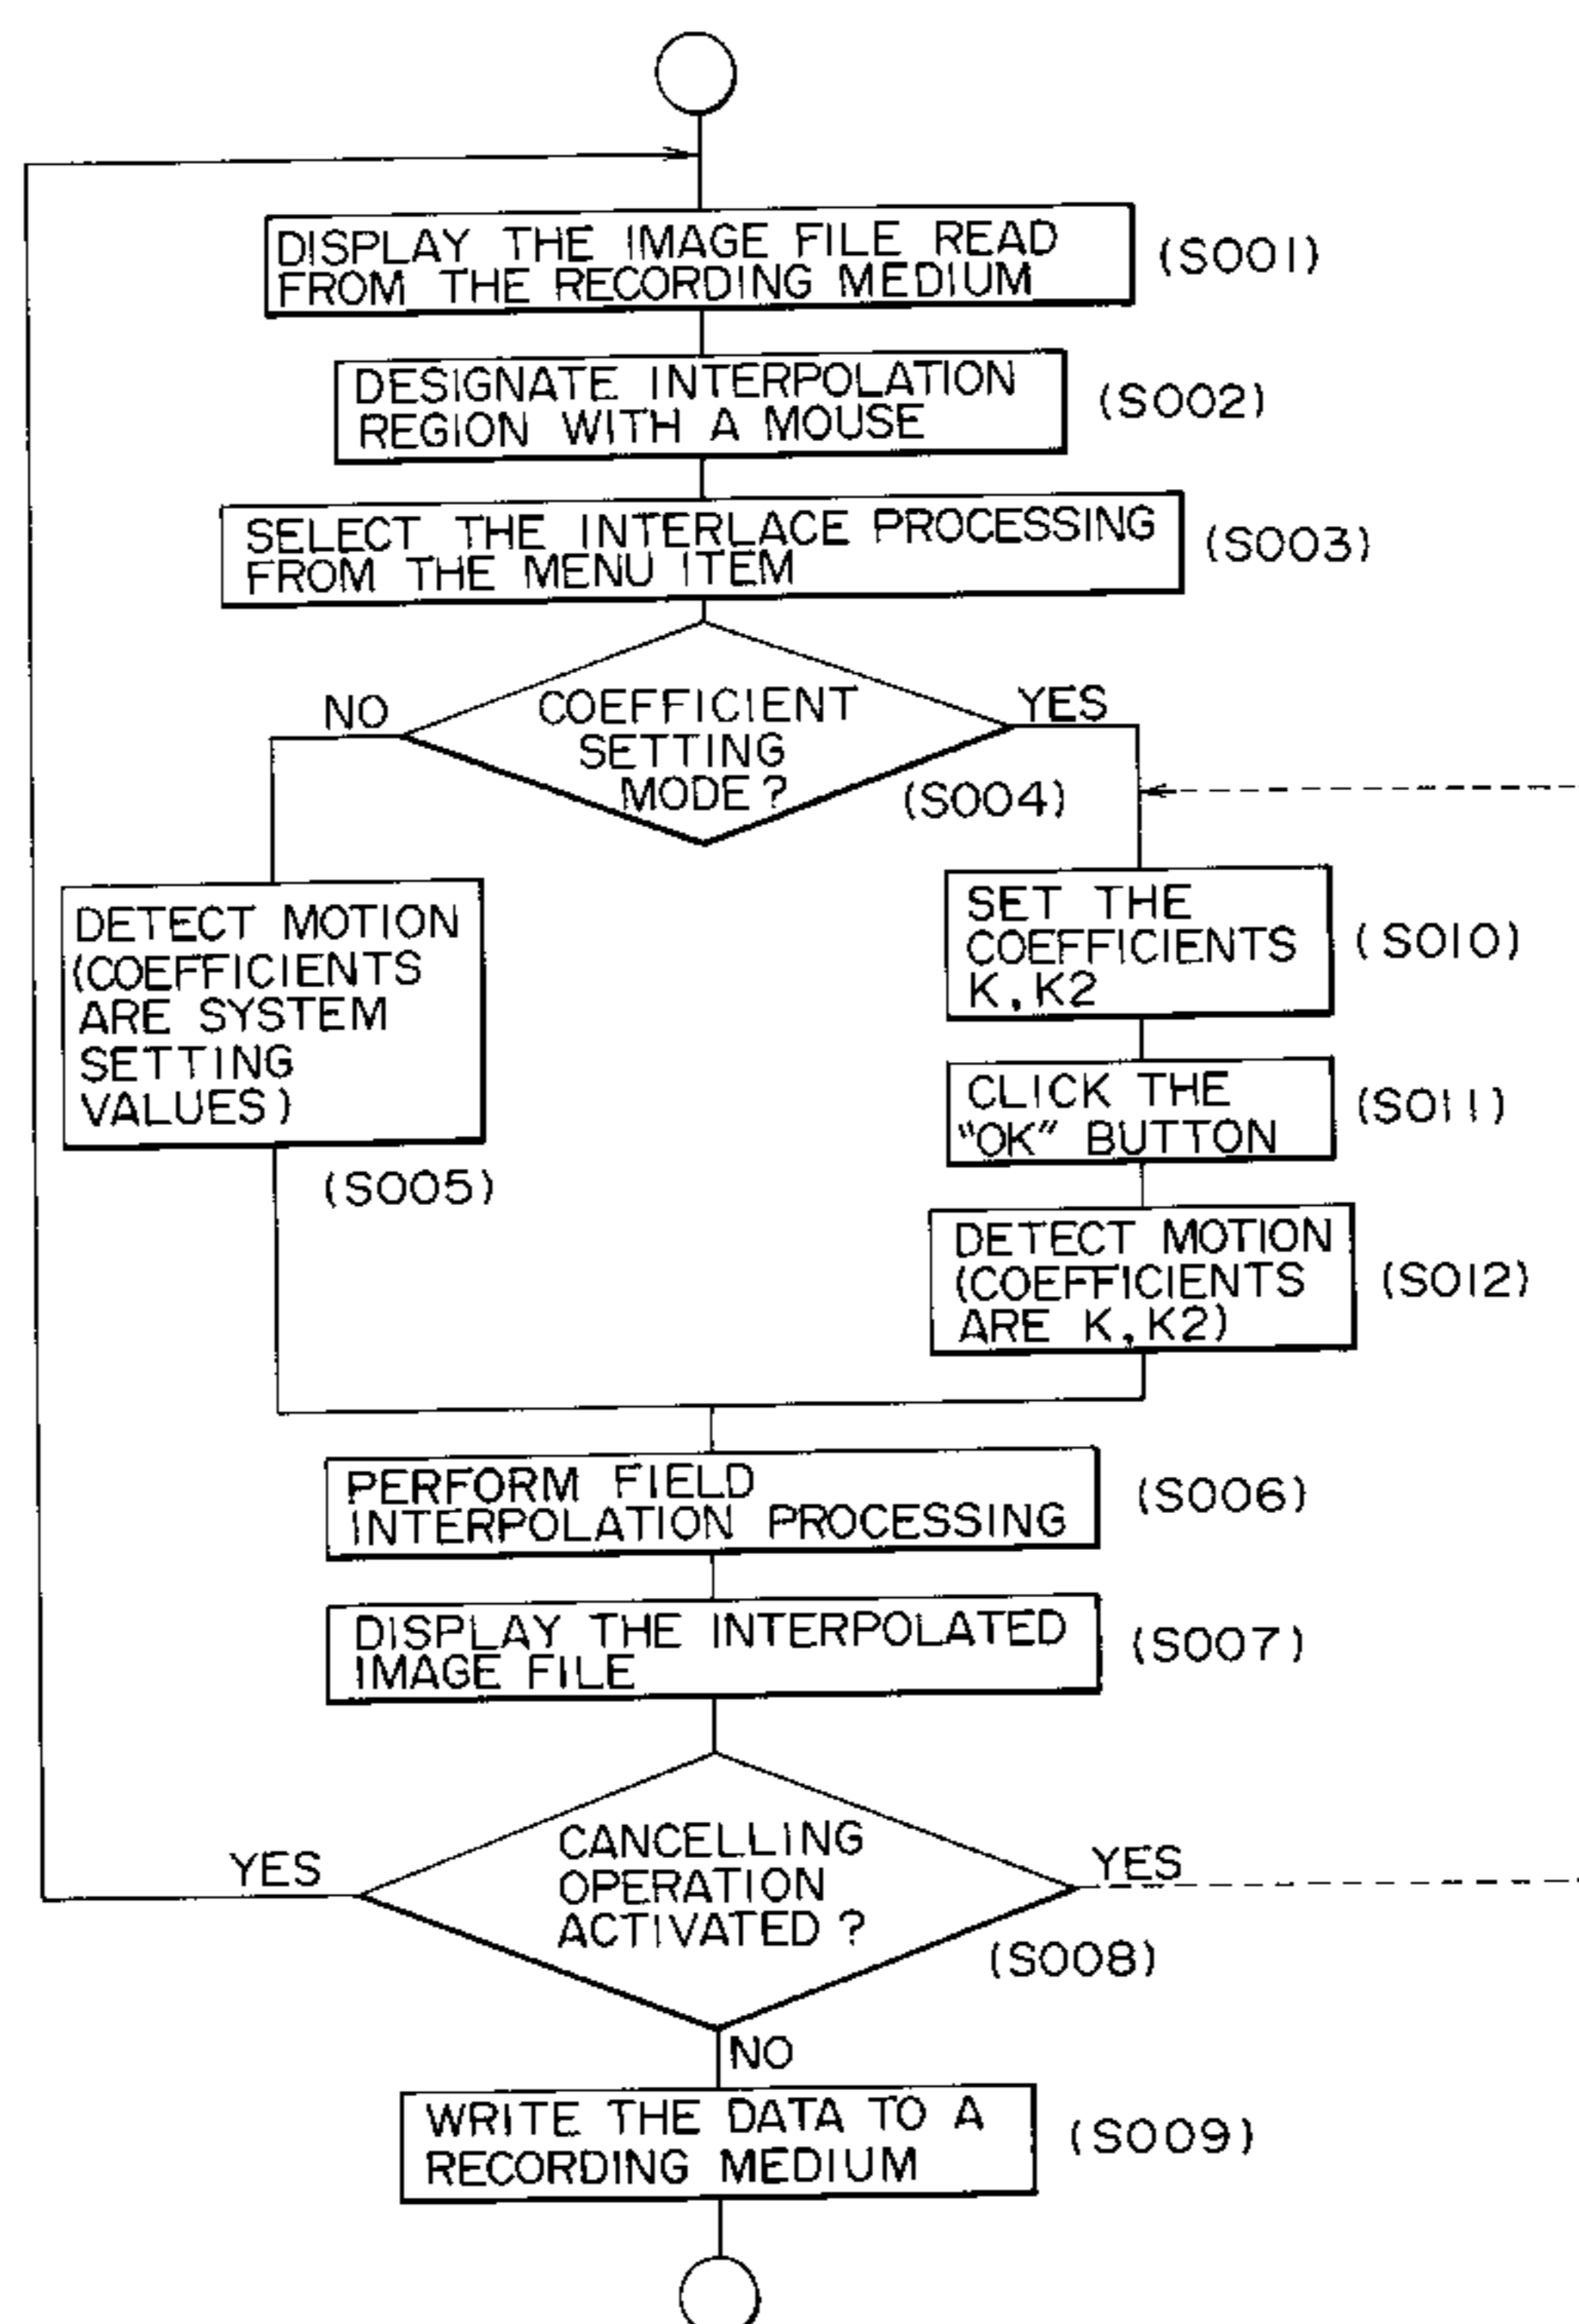 DISPLAY THE IMAGE FILE READ
FROM THE RECORDING MEDIUM
(S001)
DESIGNATE INTERPOLATION
REGION WITH A MOUSE
(S002)
SELECT THE INTERLACE PROCESSING
FROM THE MENU ITEM
(S003)
NO
COEFFICIENT
SETTING
MODE?
YES
(S004)
DETECT MOTION
(COEFFICIENTS
ARE SYSTEM
SETTING
VALUES)
(S005)
SET THE
COEFFICIENTS
K, K2
(S010)
CLICK THE
"OK" BUTTON
(S011)
DETECT MOTION
(COEFFICIENTS
ARE K, K2)
(S012)
PERFORM FIELD
INTERPOLATION PROCESSING
(S006)
DISPLAY THE INTERPOLATED
IMAGE FILE
(S007)
YES
CANCELLING
OPERATION
ACTIVATED?
YES
(S008)
NO
WRITE THE DATA TO A
RECORDING MEDIUM
(S009)